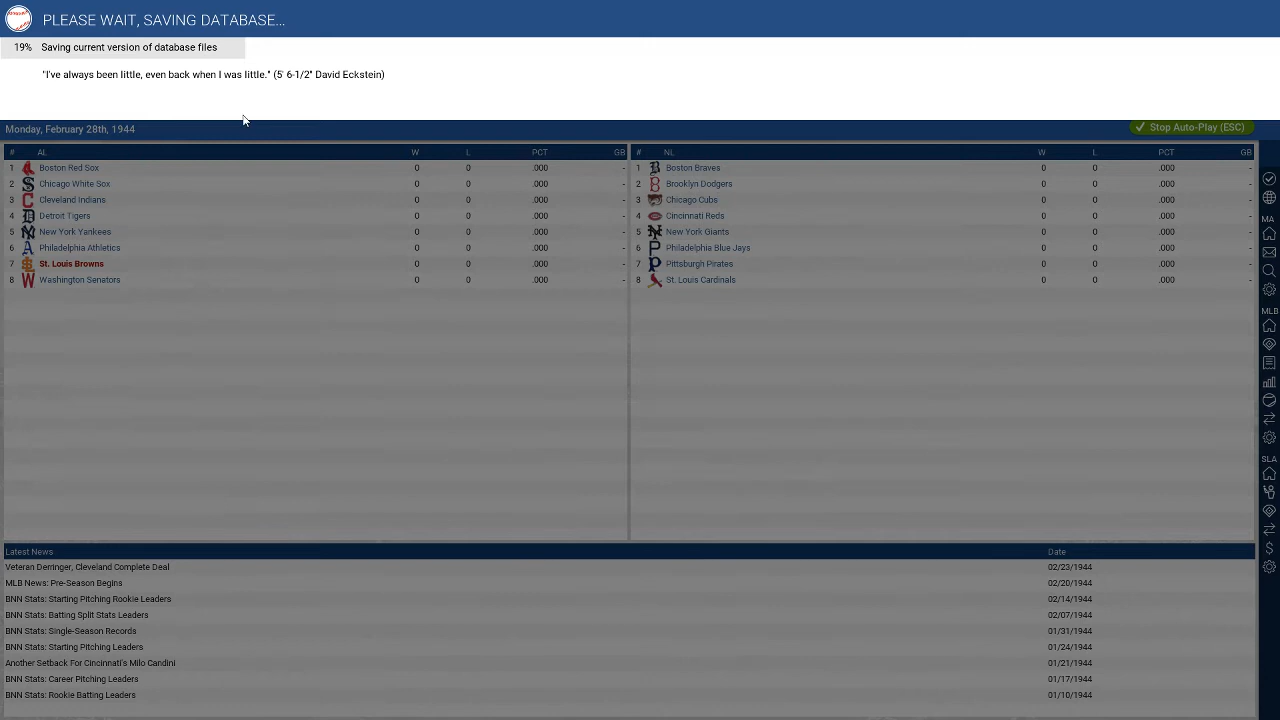 PLEASE WAIT, SAVING DATABASE...
19% Saving current version of database files
"I've always been little, even back when I was little." (5' 6-1/2" David Eckstein)
Monday, February 28th, 1944
Stop Auto-Play (ESC)
# AL W L PCT GB
1 Boston Red Sox 0 0 .000 -
2 Chicago White Sox 0 0 .000 -
3 Cleveland Indians 0 0 .000 -
4 Detroit Tigers 0 0 .000 -
5 New York Yankees 0 0 .000 -
6 Philadelphia Athletics 0 0 .000 -
7 St. Louis Browns 0 0 .000 -
8 Washington Senators 0 0 .000 -
# NL W L PCT GB
1 Boston Braves 0 0 .000 -
2 Brooklyn Dodgers 0 0 .000 -
3 Chicago Cubs 0 0 .000 -
4 Cincinnati Reds 0 0 .000 -
5 New York Giants 0 0 .000 -
6 Philadelphia Blue Jays 0 0 .000 -
7 Pittsburgh Pirates 0 0 .000 -
8 St. Louis Cardinals 0 0 .000 -
MA
MLB
SLA
$
Latest News Date
Veteran Derringer, Cleveland Complete Deal 02/23/1944
MLB News: Pre-Season Begins 02/20/1944
BNN Stats: Starting Pitching Rookie Leaders 02/14/1944
BNN Stats: Batting Split Stats Leaders 02/07/1944
BNN Stats: Single-Season Records 01/31/1944
BNN Stats: Starting Pitching Leaders 01/24/1944
Another Setback For Cincinnati's Milo Candini 01/21/1944
BNN Stats: Career Pitching Leaders 01/17/1944
BNN Stats: Rookie Batting Leaders 01/10/1944